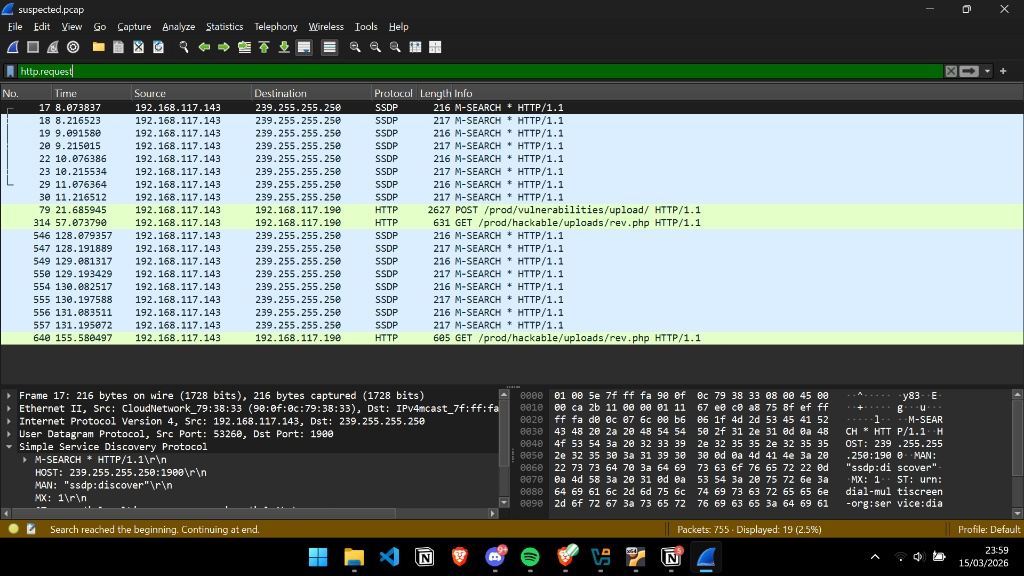 suspected.pcap
File Edit View Go Capture Analyze Statistics Telephony Wireless Tools Help
http.request
No. Time Source Destination Protocol Length Info
17 8.073837 192.168.117.143 239.255.255.250 SSDP 216 M-SEARCH * HTTP/1.1
18 8.216523 192.168.117.143 239.255.255.250 SSDP 217 M-SEARCH * HTTP/1.1
19 9.091580 192.168.117.143 239.255.255.250 SSDP 216 M-SEARCH * HTTP/1.1
20 9.215015 192.168.117.143 239.255.255.250 SSDP 217 M-SEARCH * HTTP/1.1
22 10.076386 192.168.117.143 239.255.255.250 SSDP 216 M-SEARCH * HTTP/1.1
23 10.215534 192.168.117.143 239.255.255.250 SSDP 217 M-SEARCH * HTTP/1.1
29 11.076364 192.168.117.143 239.255.255.250 SSDP 216 M-SEARCH * HTTP/1.1
30 11.216512 192.168.117.143 239.255.255.250 SSDP 217 M-SEARCH * HTTP/1.1
79 21.685945 192.168.117.143 192.168.117.190 HTTP 2627 POST /prod/vulnerabilities/upload/ HTTP/1.1
314 57.073790 192.168.117.143 192.168.117.190 HTTP 631 GET /prod/hackable/uploads/rev.php HTTP/1.1
546 128.079357 192.168.117.143 239.255.255.250 SSDP 216 M-SEARCH * HTTP/1.1
547 128.191889 192.168.117.143 239.255.255.250 SSDP 217 M-SEARCH * HTTP/1.1
549 129.081317 192.168.117.143 239.255.255.250 SSDP 216 M-SEARCH * HTTP/1.1
550 129.193429 192.168.117.143 239.255.255.250 SSDP 217 M-SEARCH * HTTP/1.1
554 130.082517 192.168.117.143 239.255.255.250 SSDP 216 M-SEARCH * HTTP/1.1
555 130.197588 192.168.117.143 239.255.255.250 SSDP 217 M-SEARCH * HTTP/1.1
556 131.083511 192.168.117.143 239.255.255.250 SSDP 216 M-SEARCH * HTTP/1.1
557 131.195072 192.168.117.143 239.255.255.250 SSDP 217 M-SEARCH * HTTP/1.1
640 155.580497 192.168.117.143 192.168.117.190 HTTP 605 GET /prod/hackable/uploads/rev.php HTTP/1.1
Frame 17: 216 bytes on wire (1728 bits), 216 bytes captured (1728 bits)
Ethernet II, Src: CloudNetwork_79:38:33 (90:0f:0c:79:38:33), Dst: IPv4mcast_7f:ff:fa
Internet Protocol Version 4, Src: 192.168.117.143, Dst: 239.255.255.250
User Datagram Protocol, Src Port: 53260, Dst Port: 1900
Simple Service Discovery Protocol
M-SEARCH * HTTP/1.1\r\n
HOST: 239.255.255.250:1900\r\n
MAN: "ssdp:discover"\r\n
MX: 1\r\n
0000 01 00 5e 7f ff fa 90 0f 0c 79 38 33 08 00 45 00 ··^····· ·y83··E·
0010 00 ca 2b 11 00 00 01 11 67 e0 c0 a8 75 8f ef ff ··+····· g···u···
0020 ff fa d0 0c 07 6c 00 b6 06 1f 4d 2d 53 45 41 52 ·····l·· ··M-SEAR
0030 43 48 20 2a 20 48 54 54 50 2f 31 2e 31 0d 0a 48 CH * HTT P/1.1··H
0040 4f 53 54 3a 20 32 33 39 2e 32 35 35 2e 32 35 35 OST: 239 .255.255
0050 2e 32 35 30 3a 31 39 30 30 0d 0a 4d 41 4e 3a 20 .250:190 0··MAN:
0060 22 73 73 64 70 3a 64 69 73 63 6f 76 65 72 22 0d "ssdp:di scover"·
0070 0a 4d 58 3a 20 31 0d 0a 53 54 3a 20 75 72 6e 3a ·MX: 1·· ST: urn:
0080 64 69 61 6c 2d 6d 75 6c 74 69 73 63 72 65 65 6e dial-mul tiscreen
0090 2d 6f 72 67 3a 73 65 72 76 69 63 65 3a 64 69 61 -org:ser vice:dia
Search reached the beginning. Continuing at end. Packets: 755 · Displayed: 19 (2.5%) Profile: Default
23:59
15/03/2026